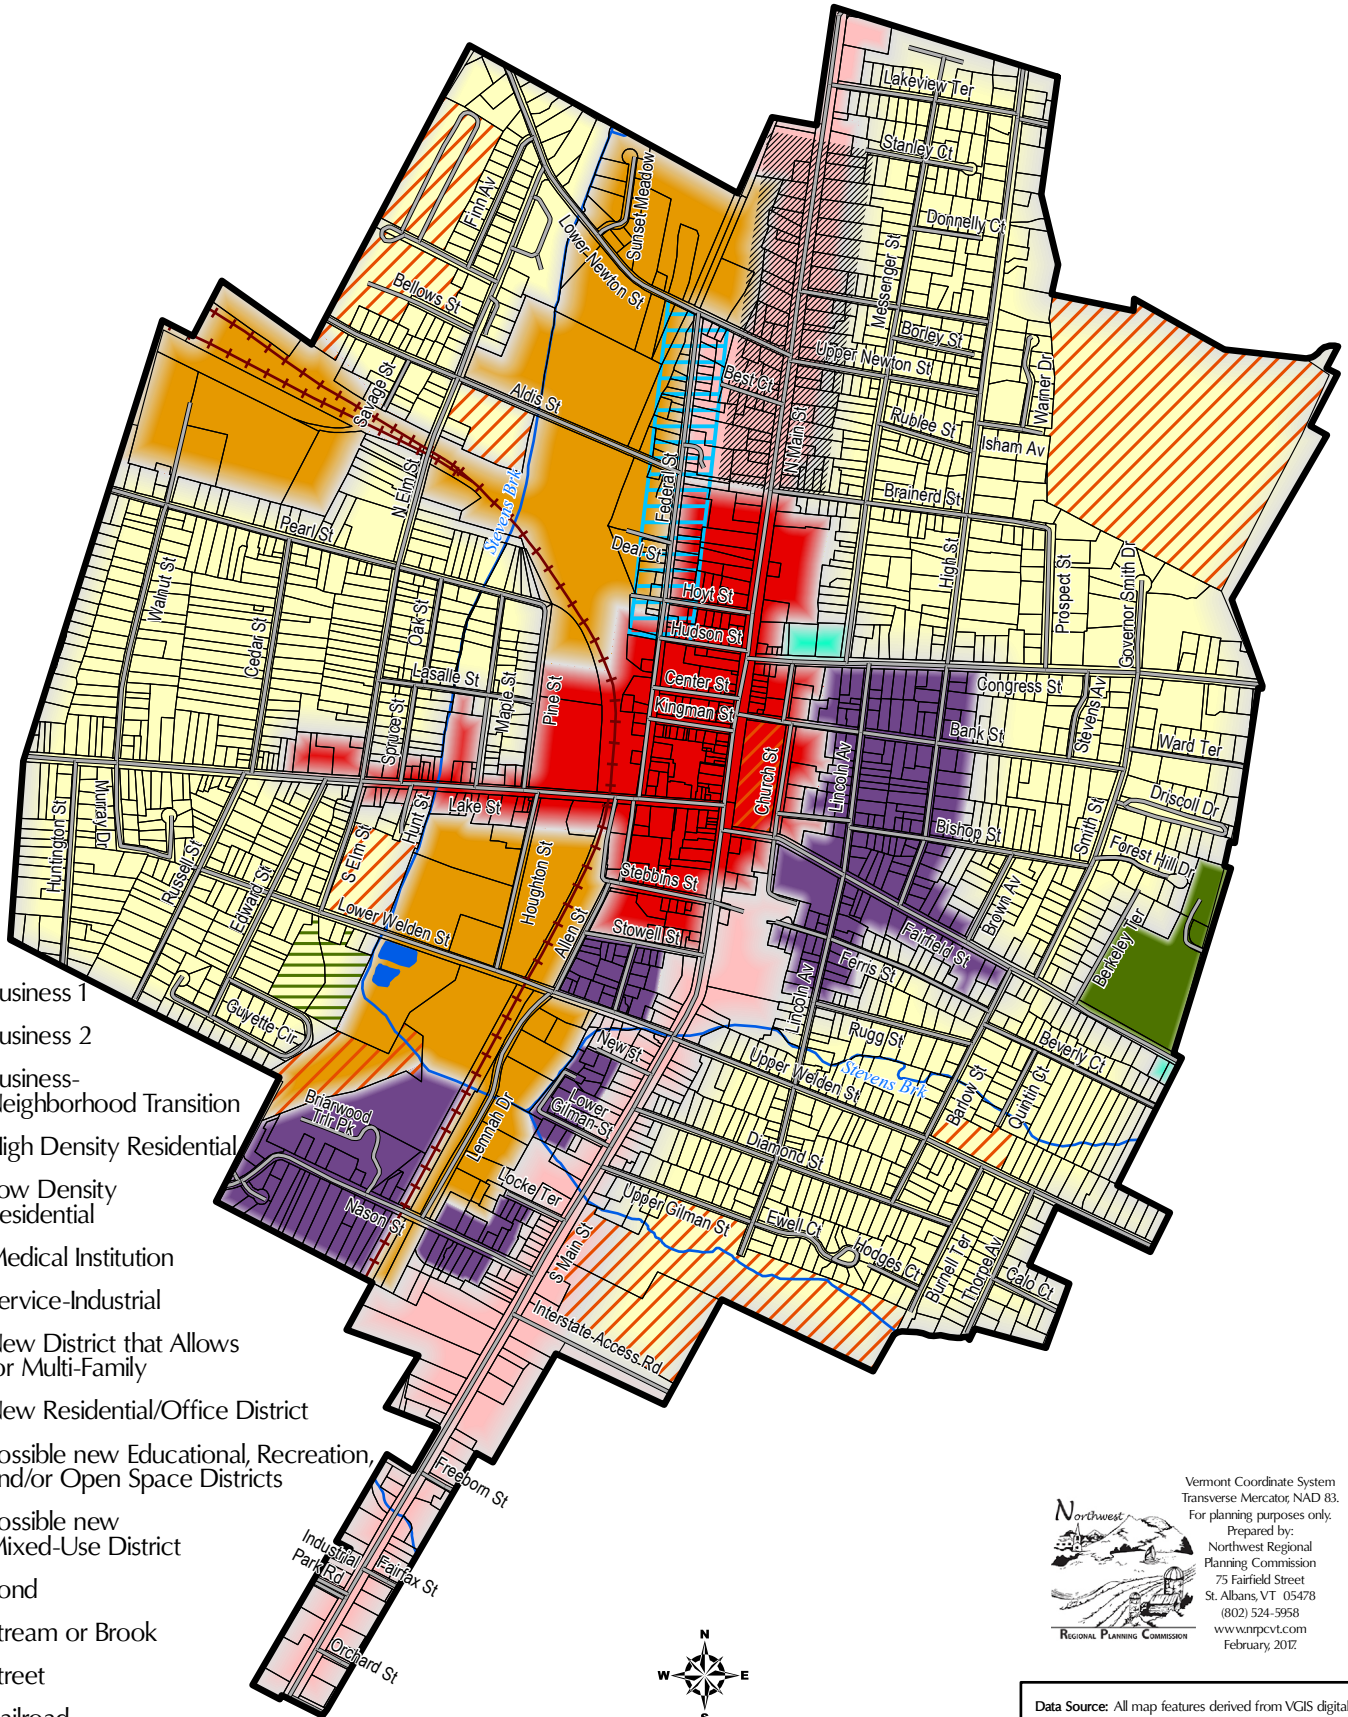 Lakeview Ter
Stanley Ct
Donnelly Ct
Messenger St
Finn Av
Sunset Meadow
Lower Newton St
Bellows St
Borley St
Upper Newton St
Warner Dr
Best Ct
Savage St
Aldis St
N Main St
Rublee St
Isham Av
N Elm St
Stevens Brk
Federal St
Brainerd St
Pearl St
Deal St
High St
Prospect St
Governor Smith Dr
Walnut St
Hoyt St
Cedar St
Oak St
Hudson St
Lasalle St
Center St
Congress St
Maple St
Pine St
Kingman St
Stevens Av
Spruce St
Bank St
Ward Ter
Church St
Lincoln Av
Murray Dr
Huntington St
Lake St
Hunt St
Driscoll Dr
Bishop St
Smith St
Forest Hill Dr
S Elm St
Russell St
Edward St
Houghton St
Stebbins St
Brown Av
Lower Welden St
Allen St
Stowell St
Fairfield St
Berkeley Ter
Ferris St
Lincoln Av
Guyette Cir
Rugg St
Beverly Ct
New St
Upper Welden St
Stevens Brk
Barlow St
Quintin Ct
Briarwood
Tlr Pk
Lemnah Dr
Lower
Gilman St
Diamond St
Locke Ter
Nason St
Upper Gilman St
Ewell Ct
Hodges Ct
S Main St
Burnell Ter
Thorpe Av
Calo Ct
Interstate Access Rd
Freeborn St
Industrial
Park Rd
Fairfax St
Orchard St
usiness 1
usiness 2
usiness-
Neighborhood Transition
High Density Residential
ow Density
esidential
Medical Institution
ervice-Industrial
New District that Allows
or Multi-Family
New Residential/Office District
ossible new Educational, Recreation,
nd/or Open Space Districts
ossible new
Mixed-Use District
ond
tream or Brook
treet
ailroad
N
W E
S
Northwest
REGIONAL PLANNING COMMISSION
Vermont Coordinate System
Transverse Mercator, NAD 83.
For planning purposes only.
Prepared by:
Northwest Regional
Planning Commission
75 Fairfield Street
St. Albans, VT 05478
(802) 524-5958
www.nrpcvt.com
February, 2017.
Data Source: All map features derived from VGIS digital